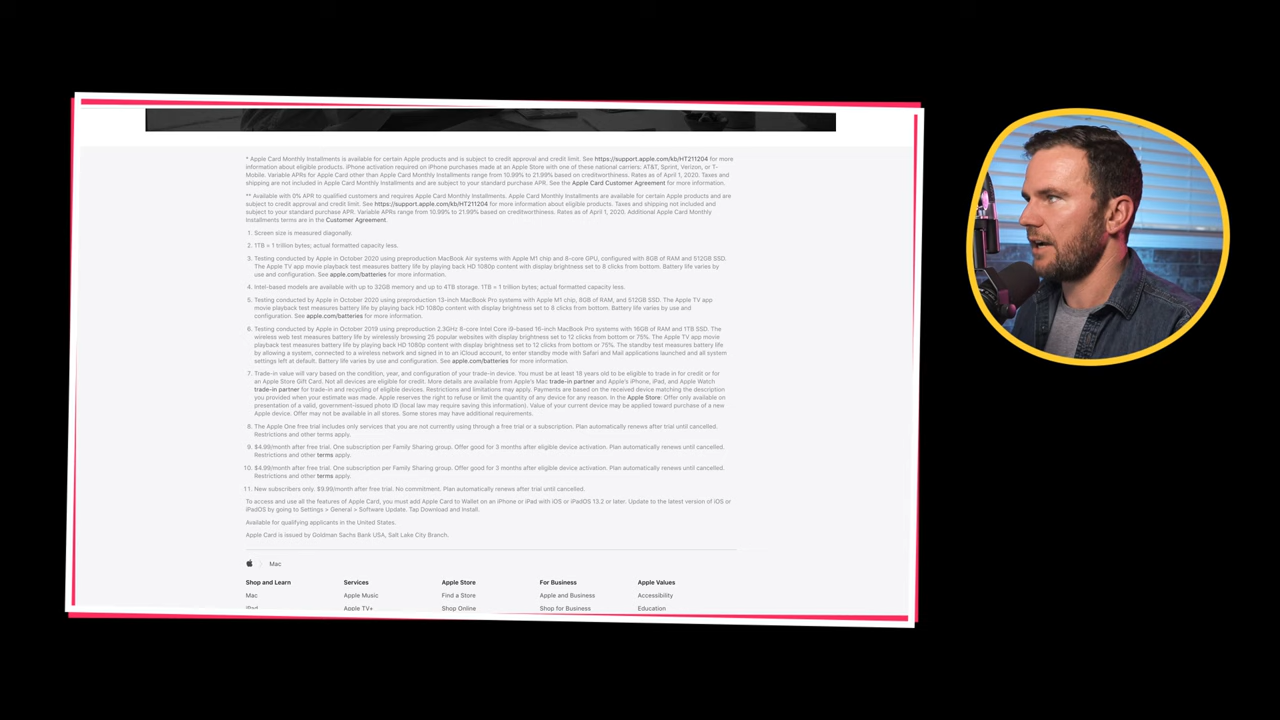 * Apple Card Monthly Installments is available for certain Apple products and is subject to credit approval and credit limit. See https://support.apple.com/kb/HT211204 for more
information about eligible products. iPhone activation required on iPhone purchases made at an Apple Store with one of these national carriers: AT&T, Sprint, Verizon, or T-
Mobile. Variable APRs for Apple Card other than Apple Card Monthly Installments range from 10.99% to 21.99% based on creditworthiness. Rates as of April 1, 2020. Taxes and
shipping are not included in Apple Card Monthly Installments and are subject to your standard purchase APR. See the Apple Card Customer Agreement for more information.
** Available with 0% APR to qualified customers and requires Apple Card Monthly Installments. Apple Card Monthly Installments are available for certain Apple products and are
subject to credit approval and credit limit. See https://support.apple.com/kb/HT211204 for more information about eligible products. Taxes and shipping not included and
subject to your standard purchase APR. Variable APRs range from 10.99% to 21.99% based on creditworthiness. Rates as of April 1, 2020. Additional Apple Card Monthly
Installments terms are in the Customer Agreement.
1. Screen size is measured diagonally.
2. 1TB = 1 trillion bytes; actual formatted capacity less.
3. Testing conducted by Apple in October 2020 using preproduction MacBook Air systems with Apple M1 chip and 8-core GPU, configured with 8GB of RAM and 512GB SSD.
The Apple TV app movie playback test measures battery life by playing back HD 1080p content with display brightness set to 8 clicks from bottom. Battery life varies by
use and configuration. See apple.com/batteries for more information.
4. Intel-based models are available with up to 32GB memory and up to 4TB storage. 1TB = 1 trillion bytes; actual formatted capacity less.
5. Testing conducted by Apple in October 2020 using preproduction 13-inch MacBook Pro systems with Apple M1 chip, 8GB of RAM, and 512GB SSD. The Apple TV app
movie playback test measures battery life by playing back HD 1080p content with display brightness set to 8 clicks from bottom. Battery life varies by use and
configuration. See apple.com/batteries for more information.
6. Testing conducted by Apple in October 2019 using preproduction 2.3GHz 8-core Intel Core i9-based 16-inch MacBook Pro systems with 16GB of RAM and 1TB SSD. The
wireless web test measures battery life by wirelessly browsing 25 popular websites with display brightness set to 12 clicks from bottom or 75%. The Apple TV app movie
playback test measures battery life by playing back HD 1080p content with display brightness set to 12 clicks from bottom or 75%. The standby test measures battery life
by allowing a system, connected to a wireless network and signed in to an iCloud account, to enter standby mode with Safari and Mail applications launched and all system
settings left at default. Battery life varies by use and configuration. See apple.com/batteries for more information.
7. Trade-in value will vary based on the condition, year, and configuration of your trade-in device. You must be at least 18 years old to be eligible to trade in for credit or for
an Apple Store Gift Card. Not all devices are eligible for credit. More details are available from Apple's Mac trade-in partner and Apple's iPhone, iPad, and Apple Watch
trade-in partner for trade-in and recycling of eligible devices. Restrictions and limitations may apply. Payments are based on the received device matching the description
you provided when your estimate was made. Apple reserves the right to refuse or limit the quantity of any device for any reason. In the Apple Store: Offer only available on
presentation of a valid, government-issued photo ID (local law may require saving this information). Value of your current device may be applied toward purchase of a new
Apple device. Offer may not be available in all stores. Some stores may have additional requirements.
8. The Apple One free trial includes only services that you are not currently using through a free trial or a subscription. Plan automatically renews after trial until cancelled.
Restrictions and other terms apply.
9. $4.99/month after free trial. One subscription per Family Sharing group. Offer good for 3 months after eligible device activation. Plan automatically renews until cancelled.
Restrictions and other terms apply.
10. $4.99/month after free trial. One subscription per Family Sharing group. Offer good for 3 months after eligible device activation. Plan automatically renews until cancelled.
Restrictions and other terms apply.
11. New subscribers only. $9.99/month after free trial. No commitment. Plan automatically renews after trial until cancelled.
To access and use all the features of Apple Card, you must add Apple Card to Wallet on an iPhone or iPad with iOS or iPadOS 13.2 or later. Update to the latest version of iOS or
iPadOS by going to Settings > General > Software Update. Tap Download and Install.
Available for qualifying applicants in the United States.
Apple Card is issued by Goldman Sachs Bank USA, Salt Lake City Branch.
Mac
Shop and Learn Services Apple Store For Business Apple Values
Mac Apple Music Find a Store Apple and Business Accessibility
iPad Apple TV+ Shop Online Shop for Business Education